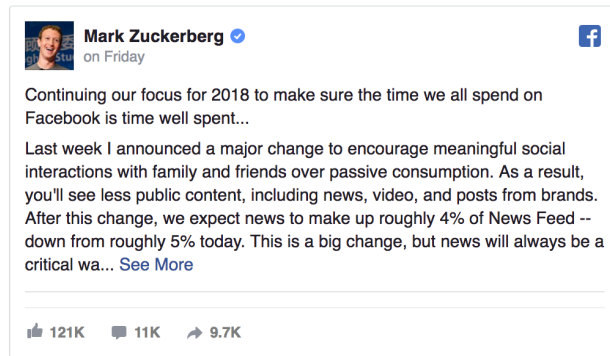 Mark Zuckerberg
on Friday
Continuing our focus for 2018 to make sure the time we all spend on
Facebook is time well spent...
Last week I announced a major change to encourage meaningful social
interactions with family and friends over passive consumption. As a result,
you'll see less public content, including news, video, and posts from brands.
After this change, we expect news to make up roughly 4% of News Feed --
down from roughly 5% today. This is a big change, but news will always be a
critical wa... See More
121K 11K 9.7K